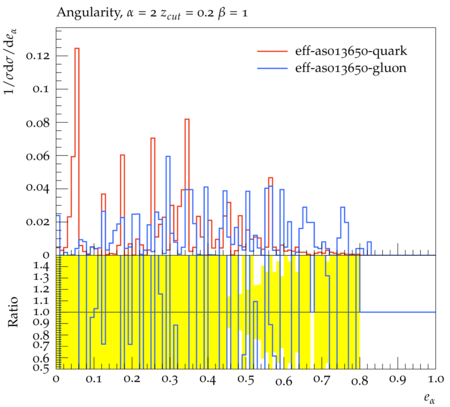 Angularity, α = 2 z_cut = 0.2 β = 1
1/σdσ/de_α
0.12
0.1
0.08
0.06
0.04
0.02
0
eff-as013650-quark
eff-as013650-gluon
Ratio
1.4
1.3
1.2
1.1
1.0
0.9
0.8
0.7
0.6
0.5
0 0.1 0.2 0.3 0.4 0.5 0.6 0.7 0.8 0.9 1.0
e_α